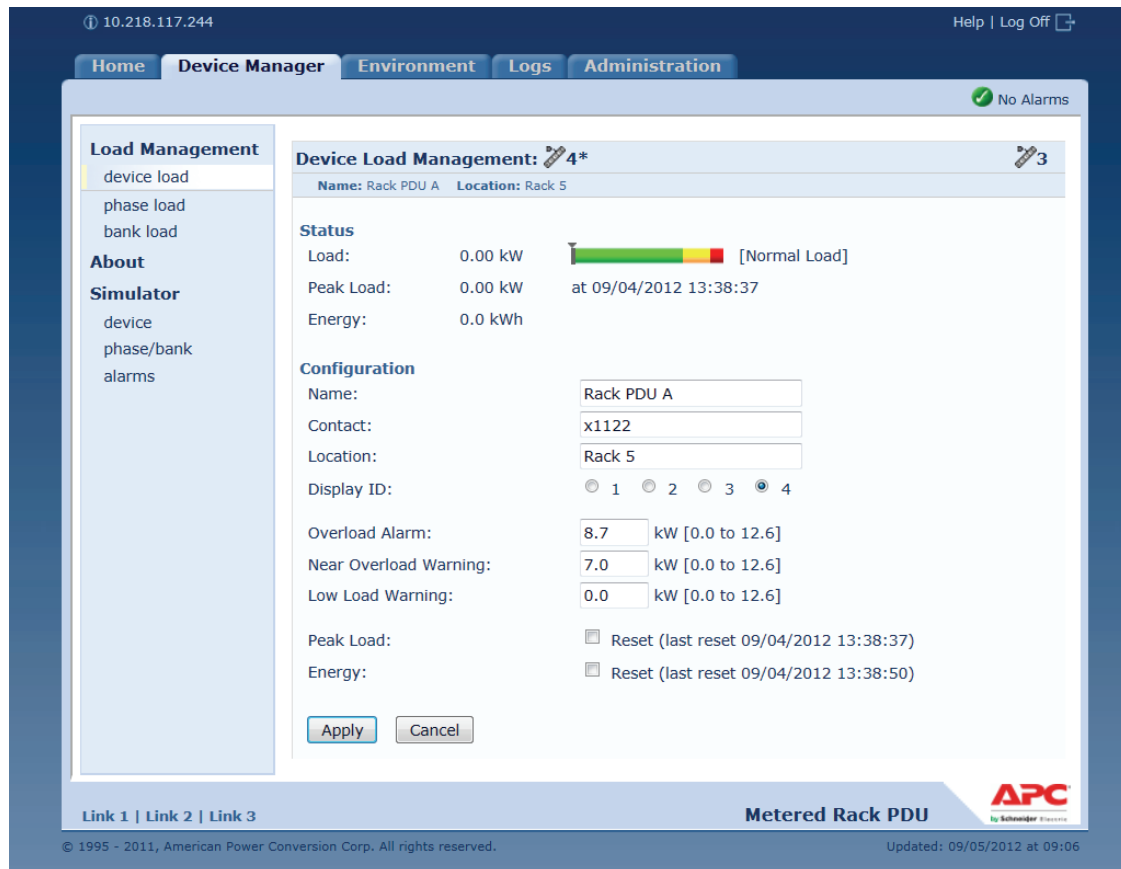 10.218.117.244
Help | Log Off
Home Device Manager Environment Logs Administration
No Alarms
Load Management
device load
phase load
bank load
About
Simulator
device
phase/bank
alarms
Device Load Management: 4* 3
Name: Rack PDU A Location: Rack 5
Status
Load: 0.00 kW [Normal Load]
Peak Load: 0.00 kW at 09/04/2012 13:38:37
Energy: 0.0 kWh
Configuration
Name: Rack PDU A
Contact: x1122
Location: Rack 5
Display ID: 1 2 3 4
Overload Alarm: 8.7 kW [0.0 to 12.6]
Near Overload Warning: 7.0 kW [0.0 to 12.6]
Low Load Warning: 0.0 kW [0.0 to 12.6]
Peak Load: Reset (last reset 09/04/2012 13:38:37)
Energy: Reset (last reset 09/04/2012 13:38:50)
Apply Cancel
Link 1 | Link 2 | Link 3
Metered Rack PDU
APC
by Schneider Electric
© 1995 - 2011, American Power Conversion Corp. All rights reserved.
Updated: 09/05/2012 at 09:06